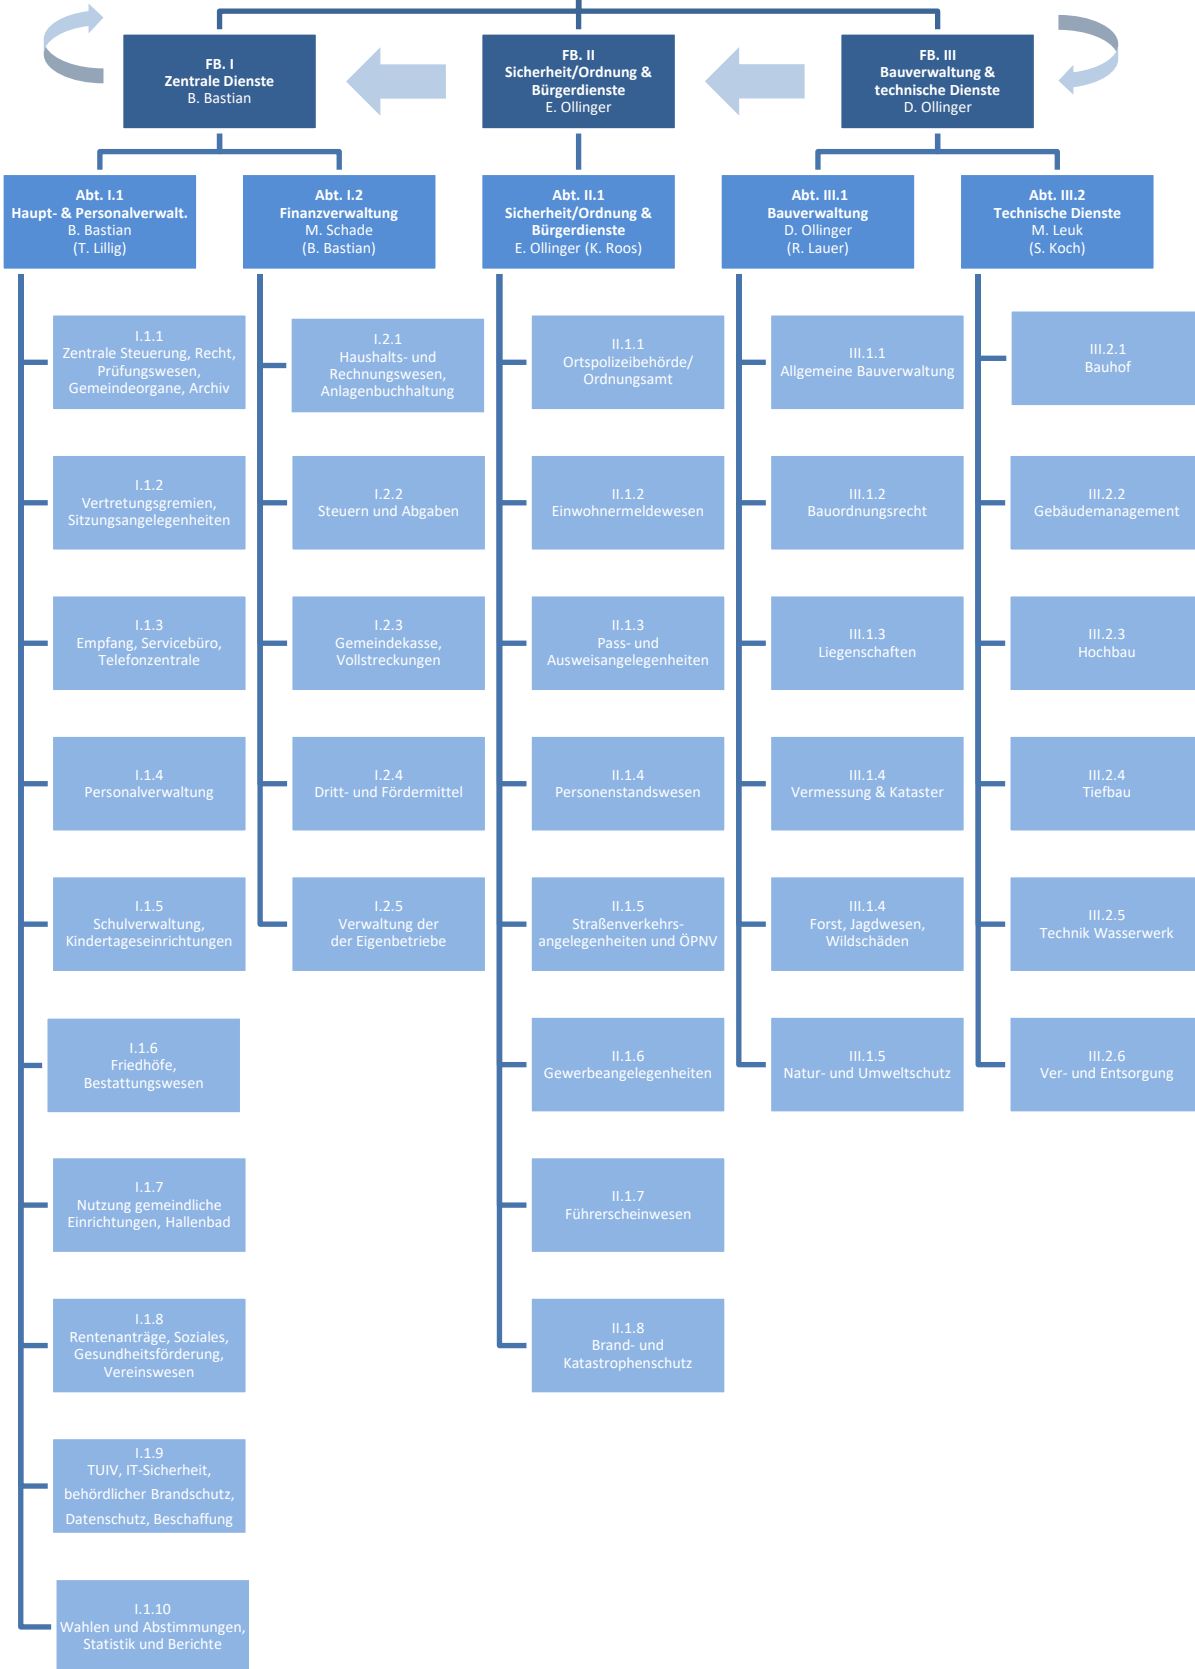 FB. I
Zentrale Dienste
B. Bastian
FB. II
Sicherheit/Ordnung &
Bürgerdienste
E. Ollinger
FB. III
Bauverwaltung &
technische Dienste
D. Ollinger
Abt. I.1
Haupt- & Personalverwalt.
B. Bastian
(T. Lillig)
Abt. I.2
Finanzverwaltung
M. Schade
(B. Bastian)
Abt. II.1
Sicherheit/Ordnung &
Bürgerdienste
E. Ollinger (K. Roos)
Abt. III.1
Bauverwaltung
D. Ollinger
(R. Lauer)
Abt. III.2
Technische Dienste
M. Leuk
(S. Koch)
I.1.1
Zentrale Steuerung, Recht,
Prüfungswesen,
Gemeindeorgane, Archiv
I.1.2
Vertretungsgremien,
Sitzungsangelegenheiten
I.1.3
Empfang, Servicebüro,
Telefonzentrale
I.1.4
Personalverwaltung
I.1.5
Schulverwaltung,
Kindertageseinrichtungen
I.1.6
Friedhöfe,
Bestattungswesen
I.1.7
Nutzung gemeindliche
Einrichtungen, Hallenbad
I.1.8
Rentenanträge, Soziales,
Gesundheitsförderung,
Vereinswesen
I.1.9
TUIV, IT-Sicherheit,
behördlicher Brandschutz,
Datenschutz, Beschaffung
I.1.10
Wahlen und Abstimmungen,
Statistik und Berichte
I.2.1
Haushalts- und
Rechnungswesen,
Anlagenbuchhaltung
I.2.2
Steuern und Abgaben
I.2.3
Gemeindekasse,
Vollstreckungen
I.2.4
Dritt- und Fördermittel
I.2.5
Verwaltung der
der Eigenbetriebe
II.1.1
Ortspolizeibehörde/
Ordnungsamt
II.1.2
Einwohnermeldewesen
II.1.3
Pass- und
Ausweisangelegenheiten
II.1.4
Personenstandswesen
II.1.5
Straßenverkehrs-
angelegenheiten und ÖPNV
II.1.6
Gewerbeangelegenheiten
II.1.7
Führerscheinwesen
II.1.8
Brand- und
Katastrophenschutz
III.1.1
Allgemeine Bauverwaltung
III.1.2
Bauordnungsrecht
III.1.3
Liegenschaften
III.1.4
Vermessung & Kataster
III.1.4
Forst, Jagdwesen,
Wildschäden
III.1.5
Natur- und Umweltschutz
III.2.1
Bauhof
III.2.2
Gebäudemanagement
III.2.3
Hochbau
III.2.4
Tiefbau
III.2.5
Technik Wasserwerk
III.2.6
Ver- und Entsorgung